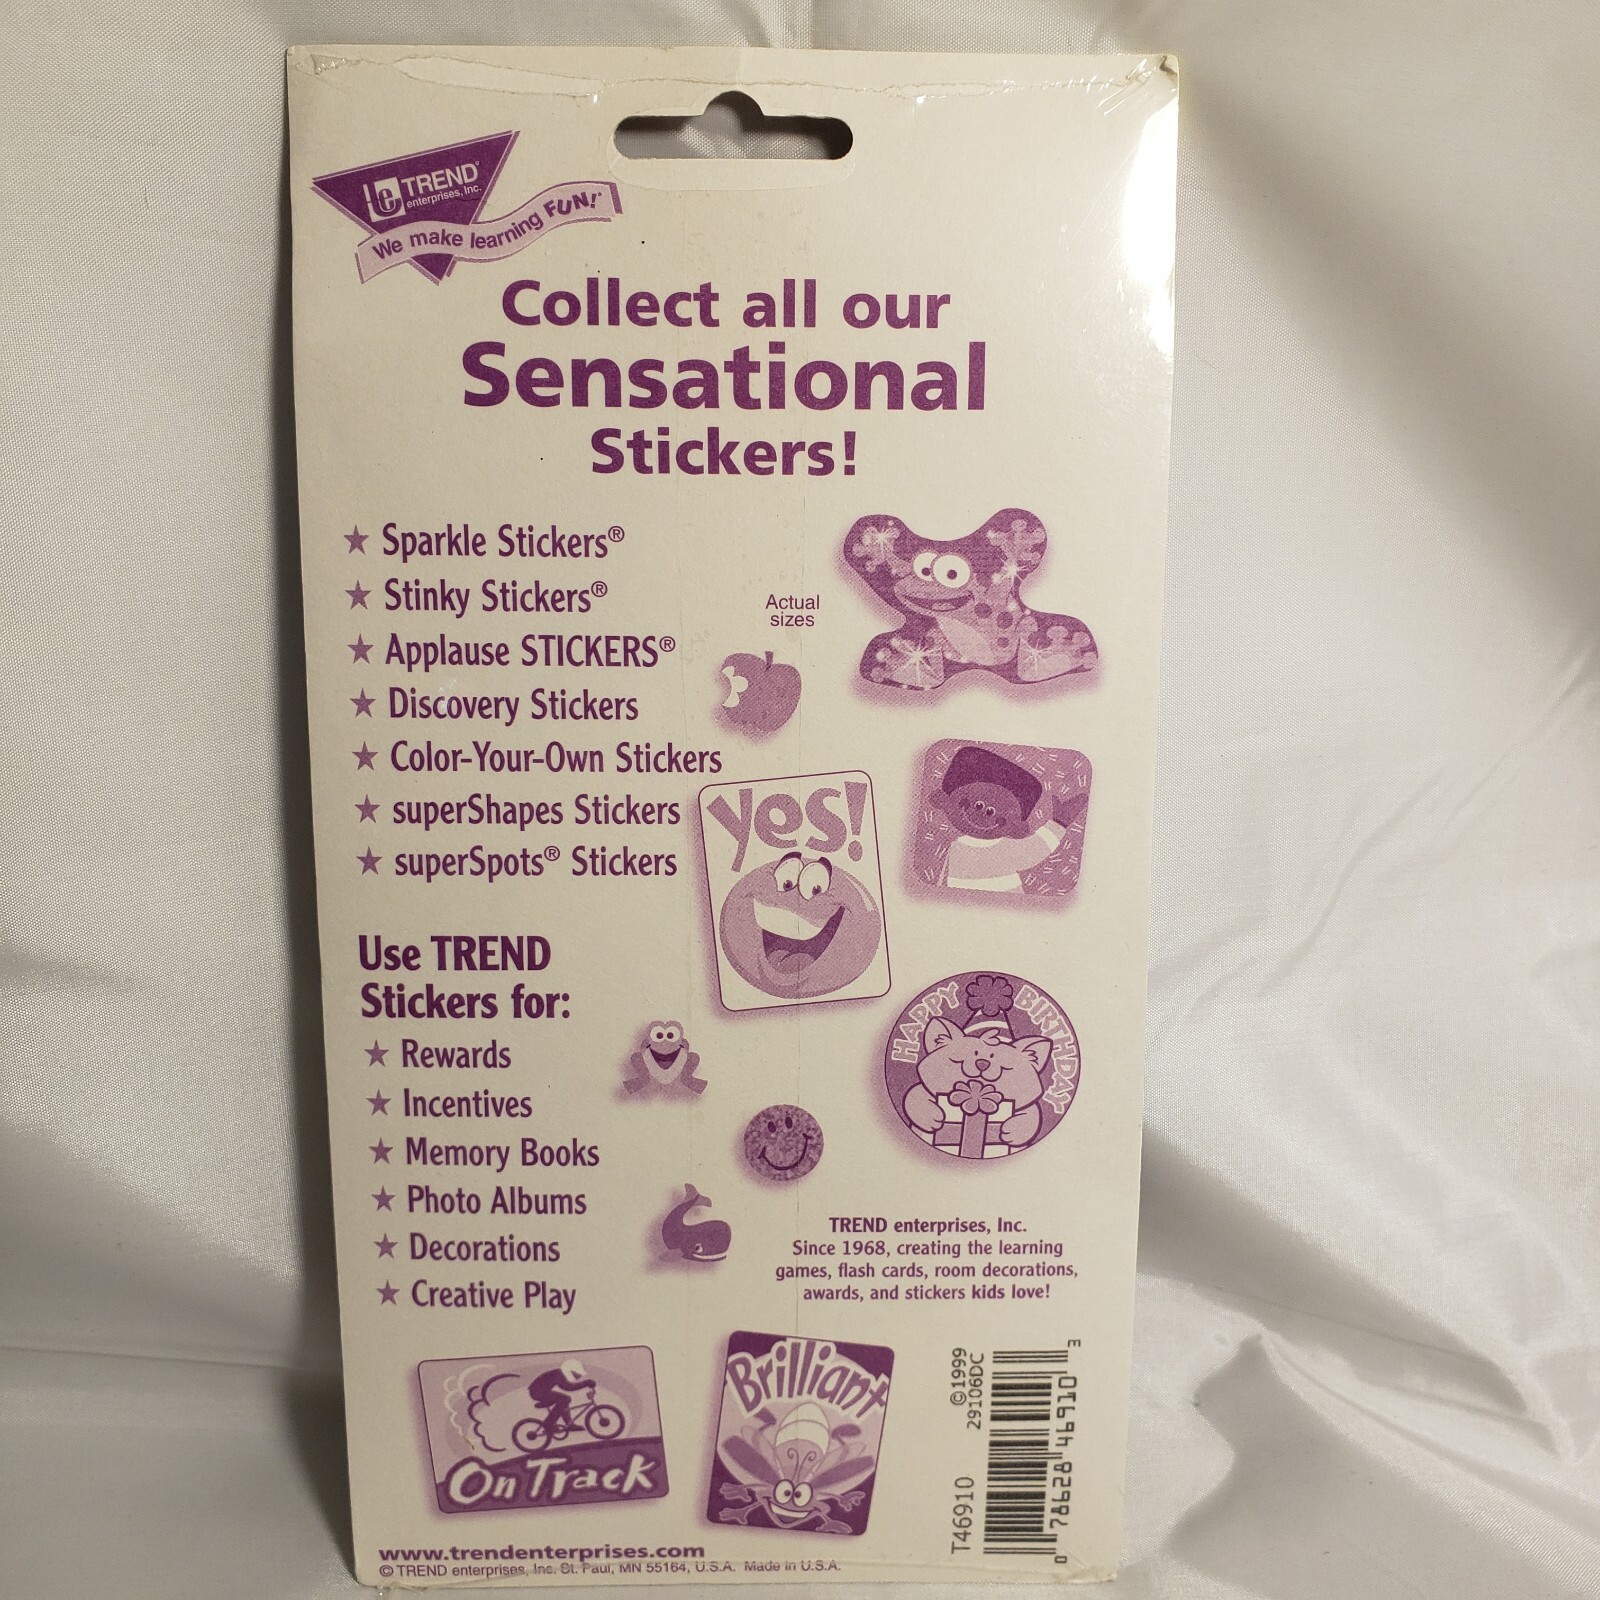 TREND®
enterprises, Inc.
We make learning FUN!®
Collect all our
Sensational
Stickers!
★ Sparkle Stickers®
★ Stinky Stickers®
★ Applause STICKERS®
★ Discovery Stickers
★ Color-Your-Own Stickers
★ superShapes Stickers
★ superSpots® Stickers
Actual
sizes
Yes!
HAPPY BIRTHDAY
Use TREND
Stickers for:
★ Rewards
★ Incentives
★ Memory Books
★ Photo Albums
★ Decorations
★ Creative Play
TREND enterprises, Inc.
Since 1968, creating the learning
games, flash cards, room decorations,
awards, and stickers kids love!
On Track
Brilliant
©1999
29106DC
T46910
0 78628 46910 3
www.trendenterprises.com
© TREND enterprises, Inc. St. Paul, MN 55164, U.S.A. Made in U.S.A.